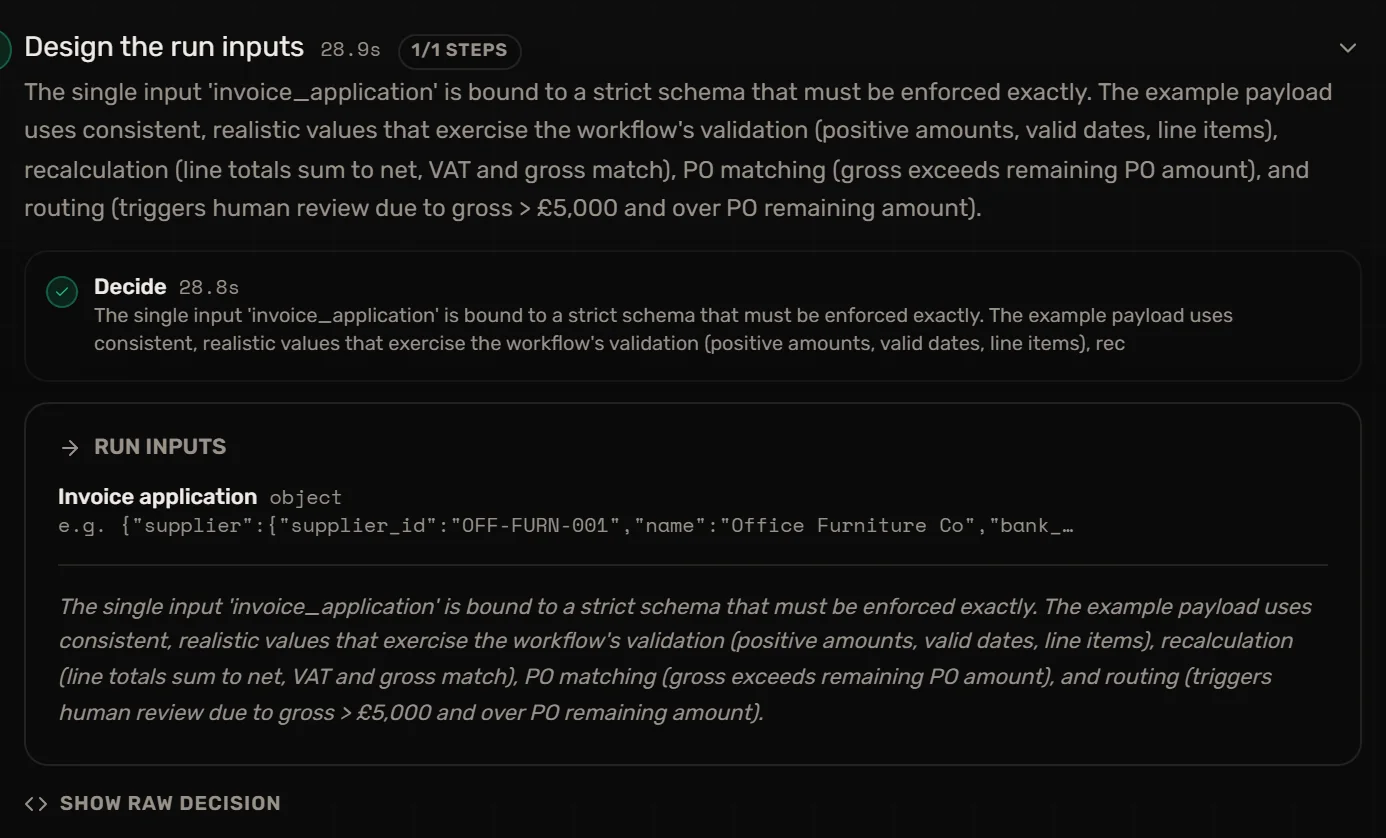 Design the run inputs 28.9s 1/1 STEPS
The single input 'invoice_application' is bound to a strict schema that must be enforced exactly. The example payload
uses consistent, realistic values that exercise the workflow's validation (positive amounts, valid dates, line items),
recalculation (line totals sum to net, VAT and gross match), PO matching (gross exceeds remaining PO amount), and
routing (triggers human review due to gross > £5,000 and over PO remaining amount).
Decide 28.8s
The single input 'invoice_application' is bound to a strict schema that must be enforced exactly. The example payload uses
consistent, realistic values that exercise the workflow's validation (positive amounts, valid dates, line items), rec
→ RUN INPUTS
Invoice application object
e.g. {"supplier":{"supplier_id":"OFF-FURN-001","name":"Office Furniture Co","bank_…
The single input 'invoice_application' is bound to a strict schema that must be enforced exactly. The example payload uses
consistent, realistic values that exercise the workflow's validation (positive amounts, valid dates, line items), recalculation
(line totals sum to net, VAT and gross match), PO matching (gross exceeds remaining PO amount), and routing (triggers
human review due to gross > £5,000 and over PO remaining amount).
<> SHOW RAW DECISION